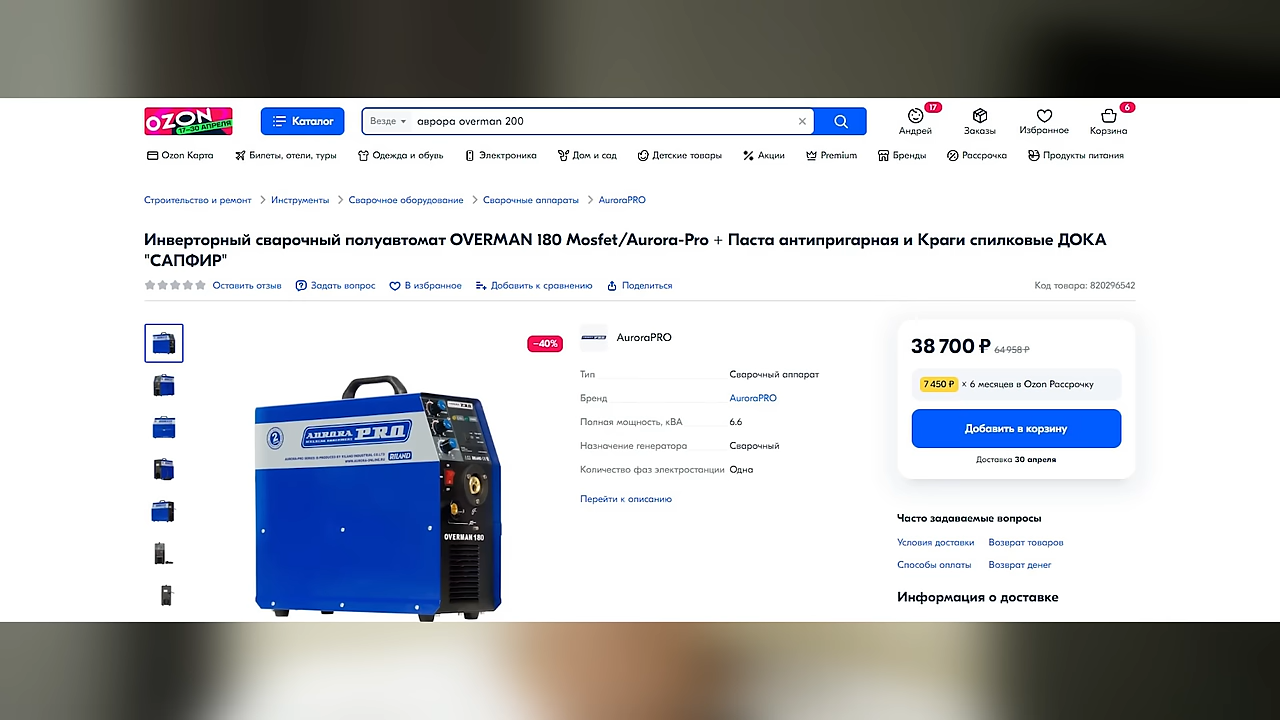 OZON
17–30 АПРЕЛЯ
Каталог
Везде
аврора overman 200
17
Андрей
Заказы
Избранное
6
Корзина
Ozon Карта
Билеты, отели, туры
Одежда и обувь
Электроника
Дом и сад
Детские товары
Акции
Premium
Бренды
Рассрочка
Продукты питания
Строительство и ремонт
Инструменты
Сварочное оборудование
Сварочные аппараты
AuroraPRO
Инверторный сварочный полуавтомат OVERMAN 180 Mosfet/Aurora-Pro + Паста антипригарная и Краги спилковые ДОКА
"САПФИР"
Оставить отзыв
Задать вопрос
В избранное
Добавить к сравнению
Поделиться
Код товара: 820296542
−40%
AURORA PRO
RILAND
OVERMAN 180
AuroraPRO
Тип Сварочный аппарат
Бренд AuroraPRO
Полная мощность, кВА 6.6
Назначение генератора Сварочный
Количество фаз электростанции Одна
Перейти к описанию
38 700 ₽ 64 958 ₽
7 450 ₽ × 6 месяцев в Ozon Рассрочку
Добавить в корзину
Доставка 30 апреля
Часто задаваемые вопросы
Условия доставки
Возврат товаров
Способы оплаты
Возврат денег
Информация о доставке